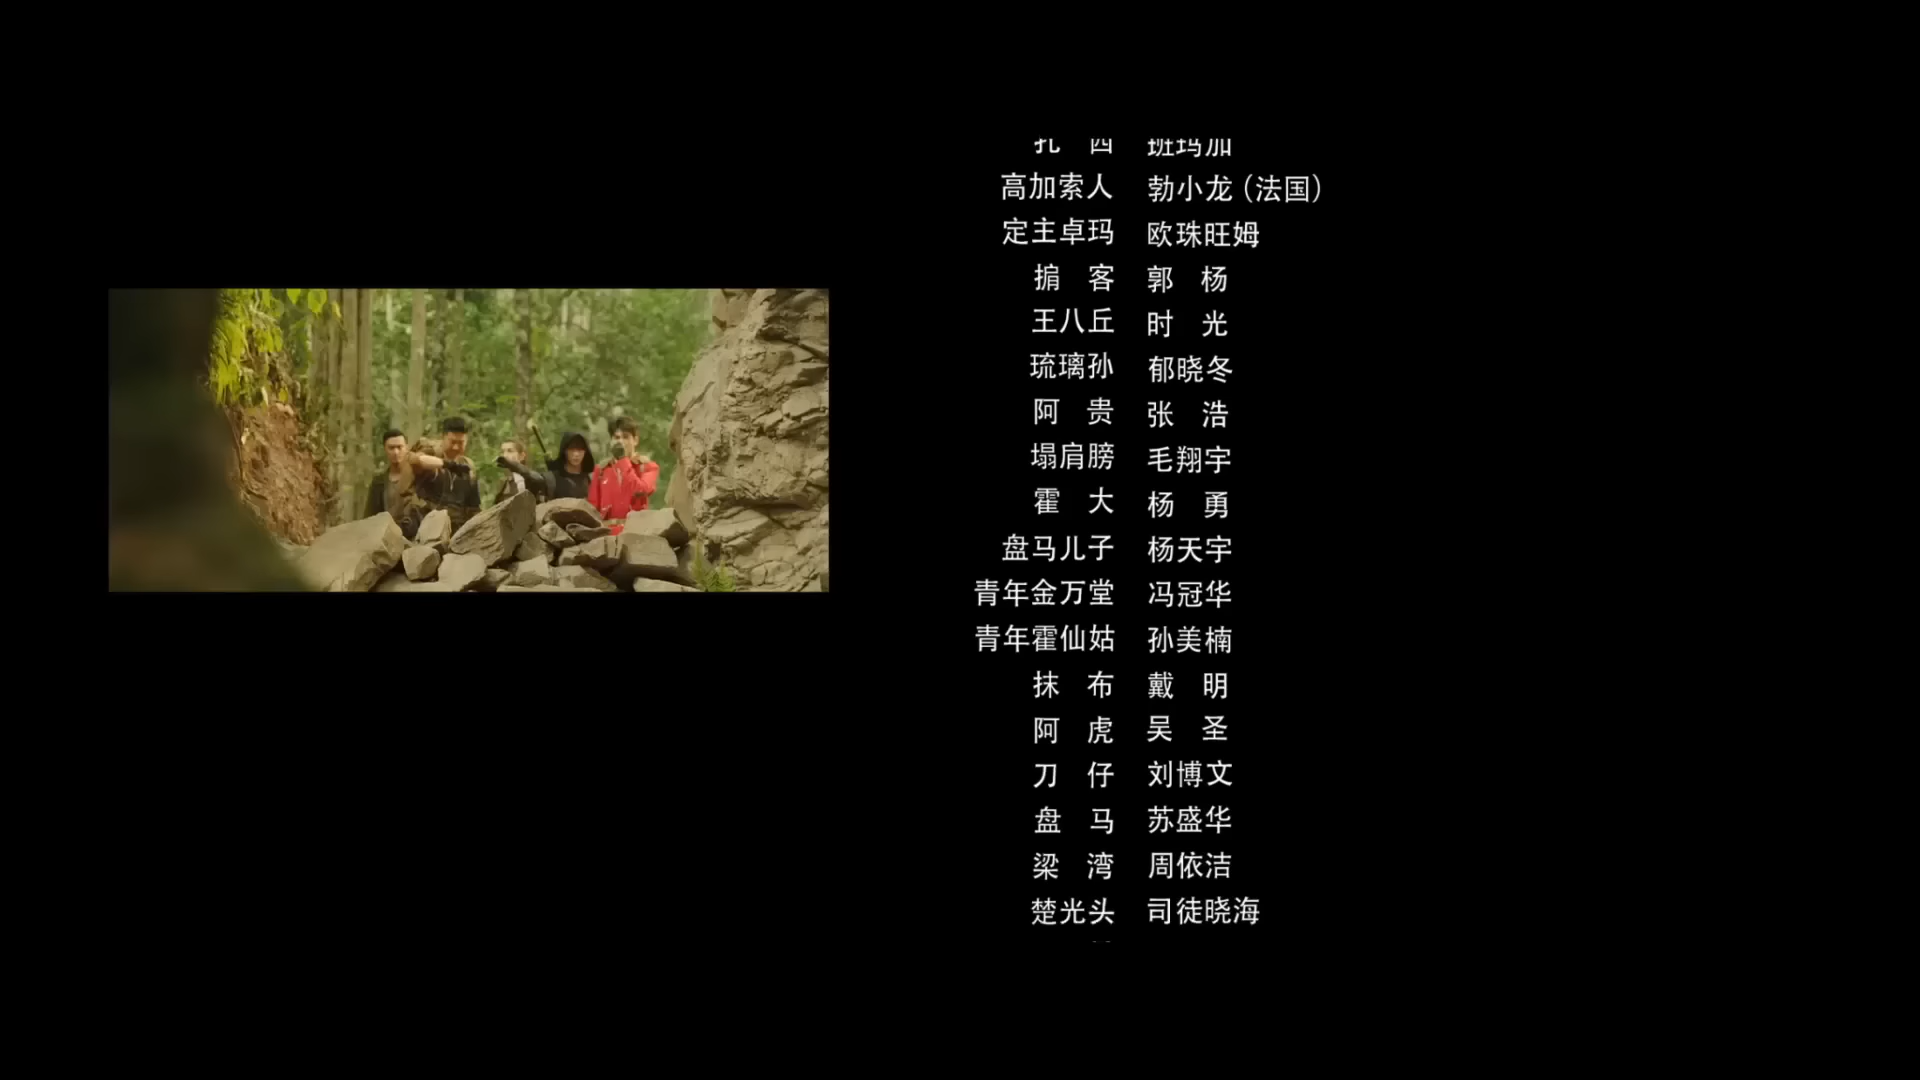 扎　西　班玛加
高加索人　勃小龙（法国）
定主卓玛　欧珠旺姆
掮　客　郭　杨
王八丘　时　光
琉璃孙　郁晓冬
阿　贵　张　浩
塌肩膀　毛翔宇
霍　大　杨　勇
盘马儿子　杨天宇
青年金万堂　冯冠华
青年霍仙姑　孙美楠
抹　布　戴　明
阿　虎　吴　圣
刀　仔　刘博文
盘　马　苏盛华
梁　湾　周依洁
楚光头　司徒晓海